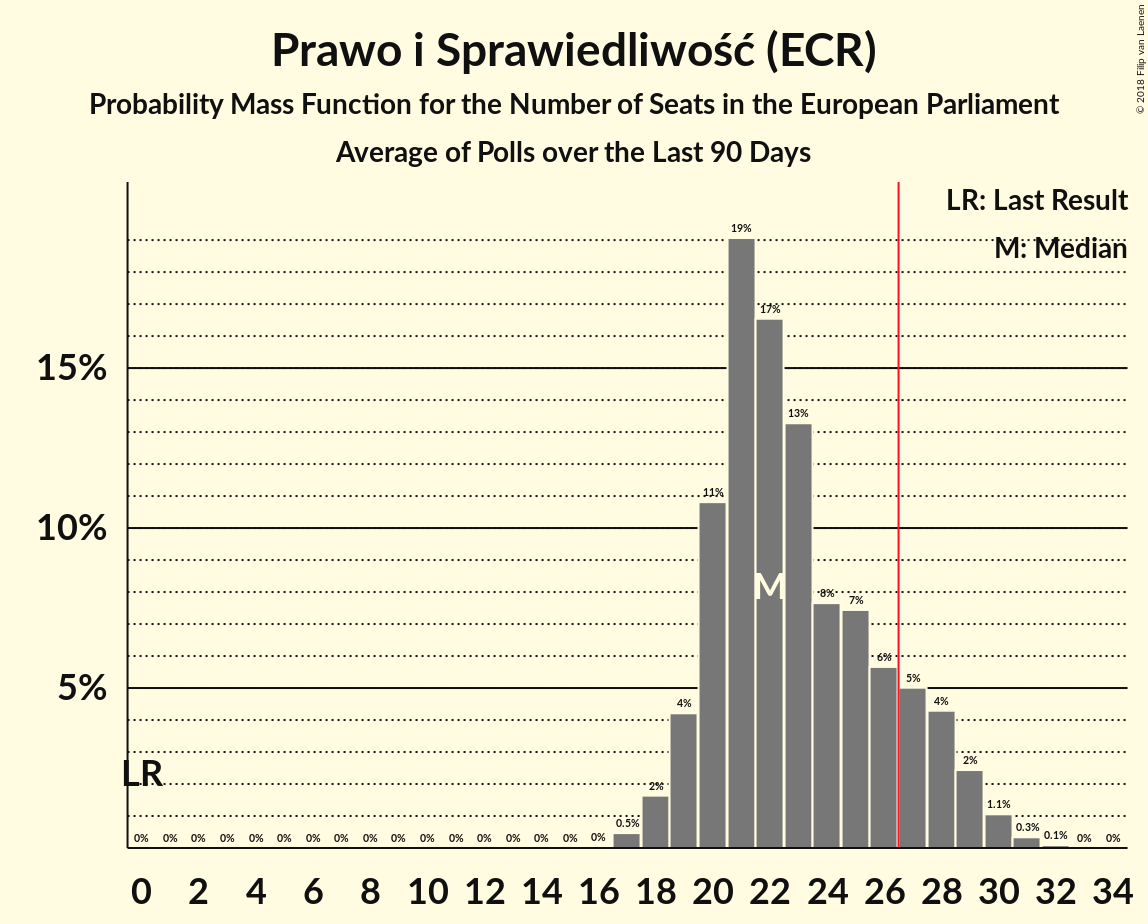 Prawo i Sprawiedliwość (ECR)
Probability Mass Function for the Number of Seats in the European Parliament
Average of Polls over the Last 90 Days
© 2018 Filip van Laenen
LR: Last Result
M: Median
15%
10%
5%
LR
M
0% 0% 0% 0% 0% 0% 0% 0% 0% 0% 0% 0% 0% 0% 0% 0% 0% 0.5% 2% 4% 11% 19% 17% 13% 8% 7% 6% 5% 4% 2% 1.1% 0.3% 0.1% 0% 0%
0 2 4 6 8 10 12 14 16 18 20 22 24 26 28 30 32 34